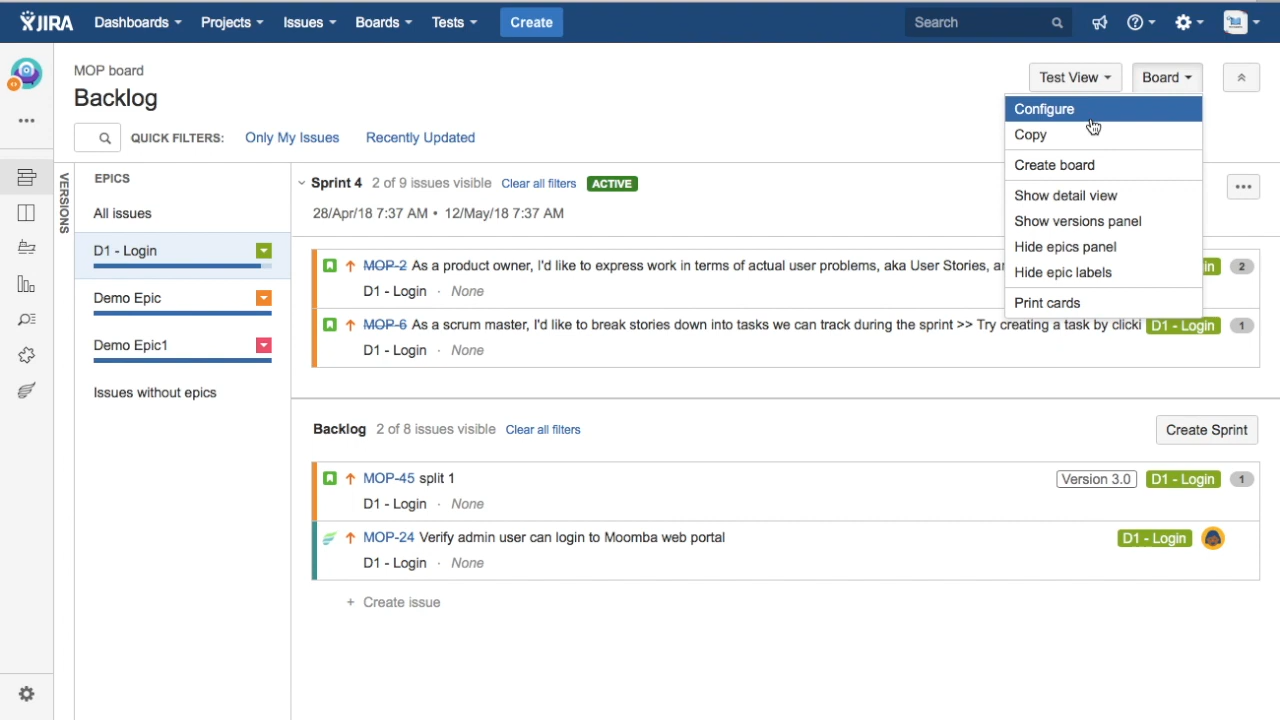 JIRA Dashboards Projects Issues Boards Tests Create Search
MOP board
Backlog
Test View Board
QUICK FILTERS: Only My Issues Recently Updated
Configure
Copy
Create board
Show detail view
Show versions panel
Hide epics panel
Hide epic labels
Print cards
VERSIONS
EPICS
All issues
D1 - Login
Demo Epic
Demo Epic1
Issues without epics
Sprint 4 2 of 9 issues visible Clear all filters ACTIVE
28/Apr/18 7:37 AM • 12/May/18 7:37 AM
MOP-2 As a product owner, I'd like to express work in terms of actual user problems, aka User Stories, ar in 2
D1 - Login · None
MOP-6 As a scrum master, I'd like to break stories down into tasks we can track during the sprint >> Try creating a task by clicki D1 - Login 1
D1 - Login · None
Backlog 2 of 8 issues visible Clear all filters Create Sprint
MOP-45 split 1 Version 3.0 D1 - Login 1
D1 - Login · None
MOP-24 Verify admin user can login to Moomba web portal D1 - Login
D1 - Login · None
+ Create issue